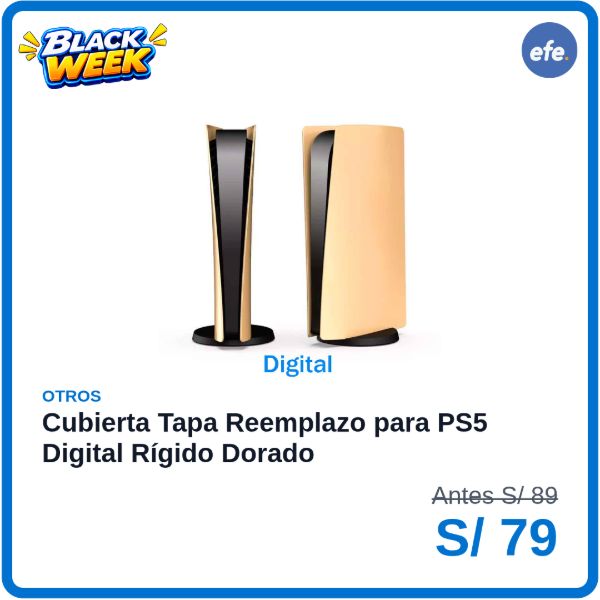 BLACK
WEEK
efe.
Digital
OTROS
Cubierta Tapa Reemplazo para PS5
Digital Rígido Dorado
Antes S/ 89
S/ 79